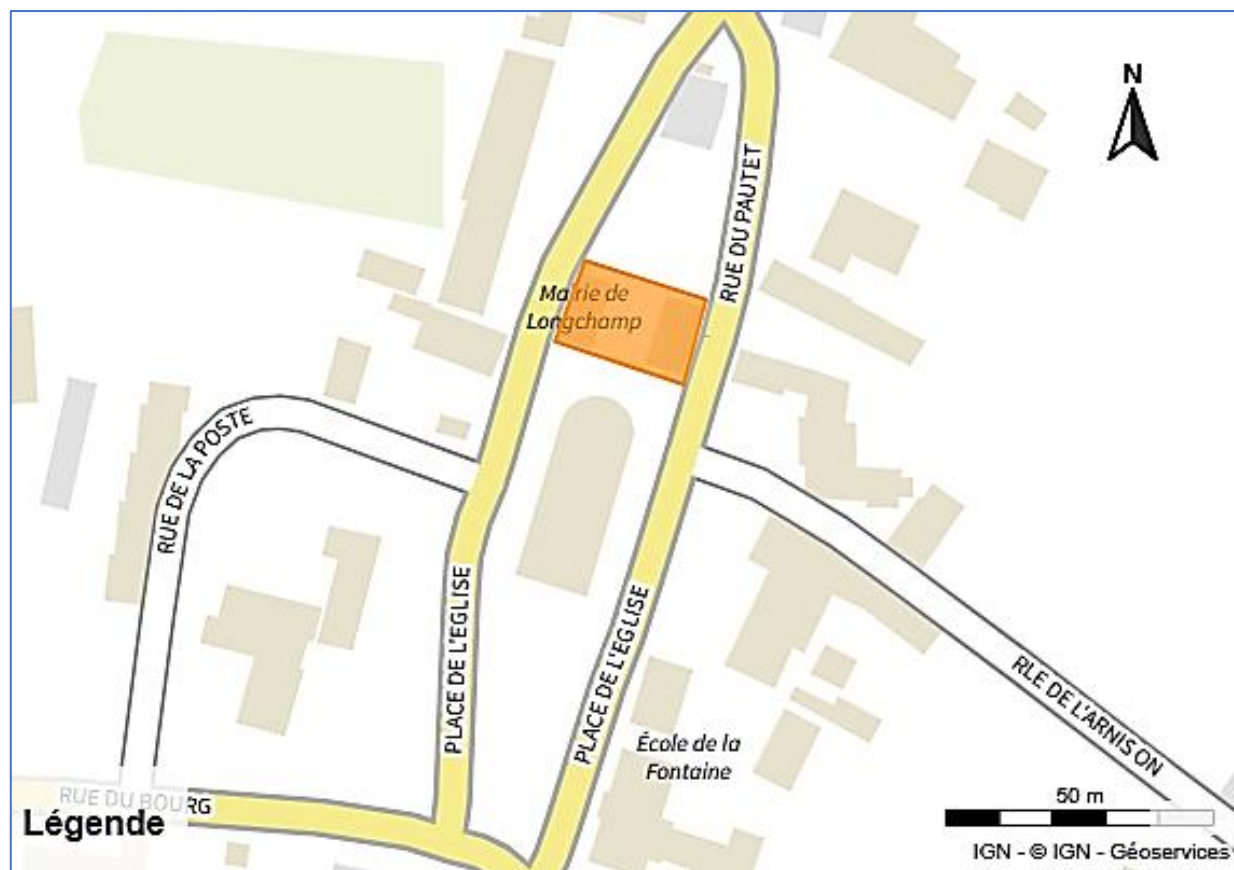 N
RUE DU PAUTET
Mairie de
Longchamp
RUE DE LA POSTE
PLACE DE L'EGLISE
PLACE DE L'EGLISE
RLE DE L'ARNISON
École de la
Fontaine
RUE DU BOURG
Légende
50 m
IGN - © IGN - Géoservices